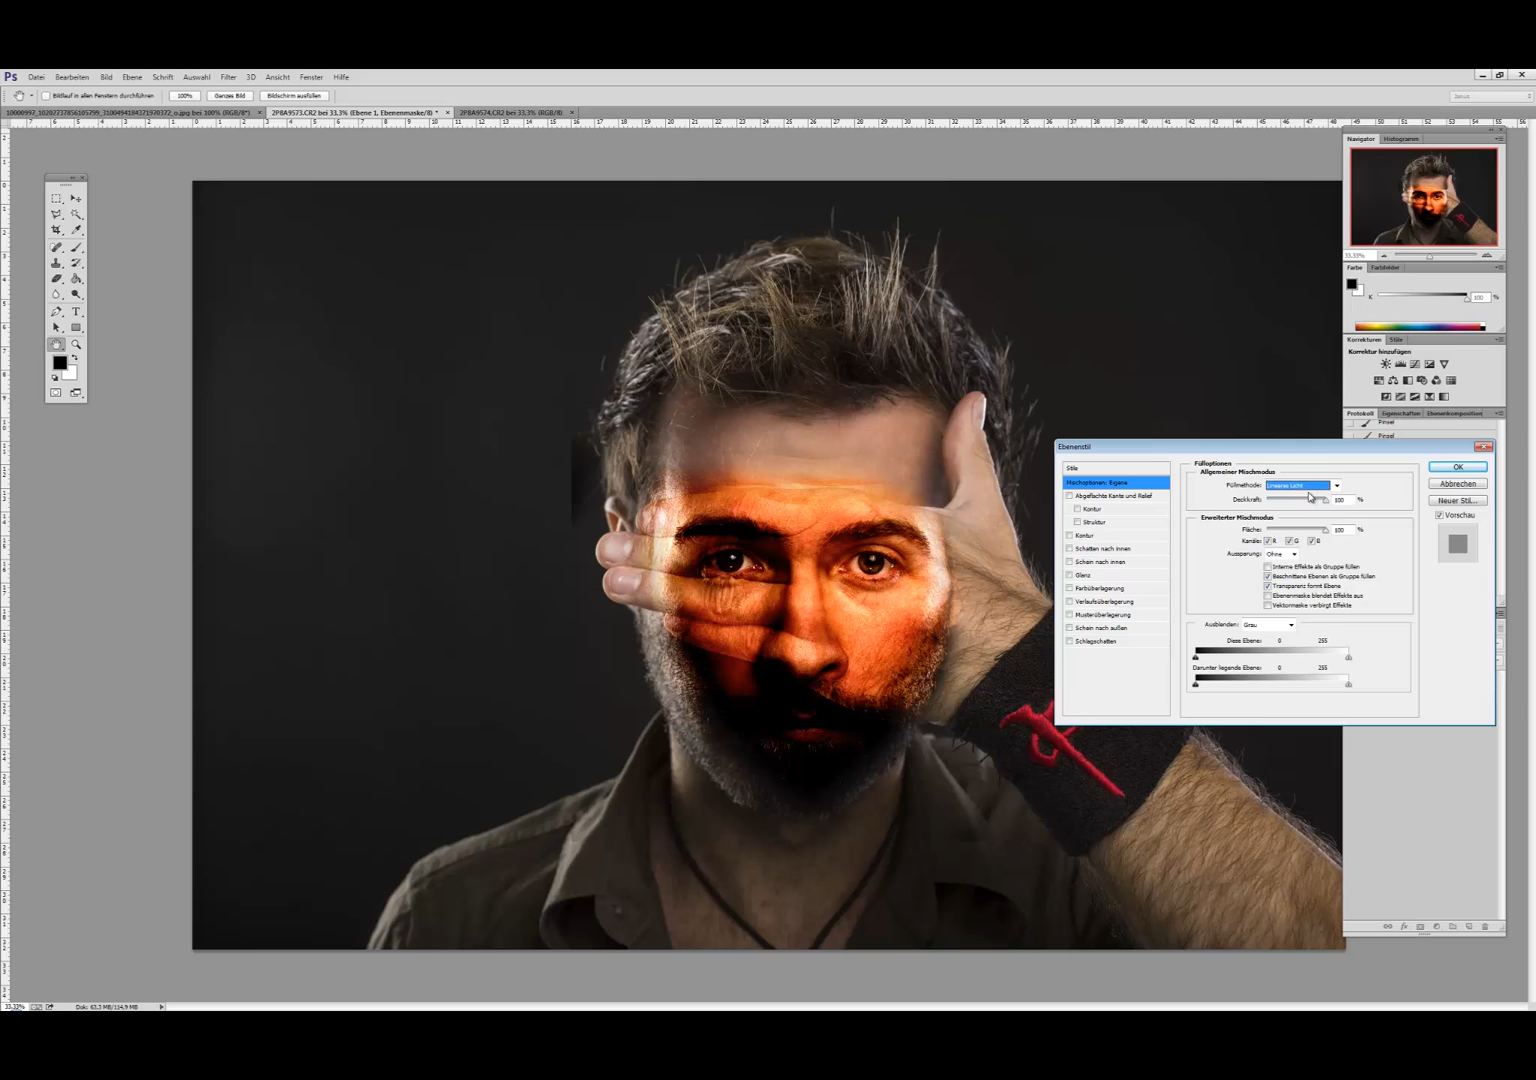 Ps Datei Bearbeiten Bild Ebene Schrift Auswahl Filter 3D Ansicht Fenster Hilfe
Bildlauf in allen Fenstern durchführen 100% Ganzes Bild Bildschirm ausfüllen
Janus
2P8A9573.CR2 bei 33,3% (Ebene 1, Ebenenmaske/8) *
2P8A9574.CR2 bei 33,3% (RGB/8)
Navigator Histogramm
33,33%
Farbe Farbfelder
K 100 %
Korrekturen Stile
Korrektur hinzufügen
Protokoll Eigenschaften Ebenenkomposition
Pinsel
Pinsel
Ebenenstil
Stile
Mischoptionen: Eigene
Abgeflachte Kante und Relief
Kontur
Struktur
Kontur
Schatten nach innen
Schein nach innen
Glanz
Farbüberlagerung
Verlaufsüberlagerung
Musterüberlagerung
Schein nach außen
Schlagschatten
Fülloptionen
Allgemeiner Mischmodus
Füllmethode: Lineares Licht
Deckkraft: 100 %
Erweiterter Mischmodus
Fläche: 100 %
Kanäle: R G B
Aussparung: Ohne
Interne Effekte als Gruppe füllen
Beschnittene Ebenen als Gruppe füllen
Transparenz formt Ebene
Ebenenmaske blendet Effekte aus
Vektormaske verbirgt Effekte
Ausblenden: Grau
Diese Ebene: 0 255
Darunter liegende Ebene: 0 255
OK
Abbrechen
Neuer Stil...
Vorschau
33,33% Dok: 63,3 MB/114,9 MB